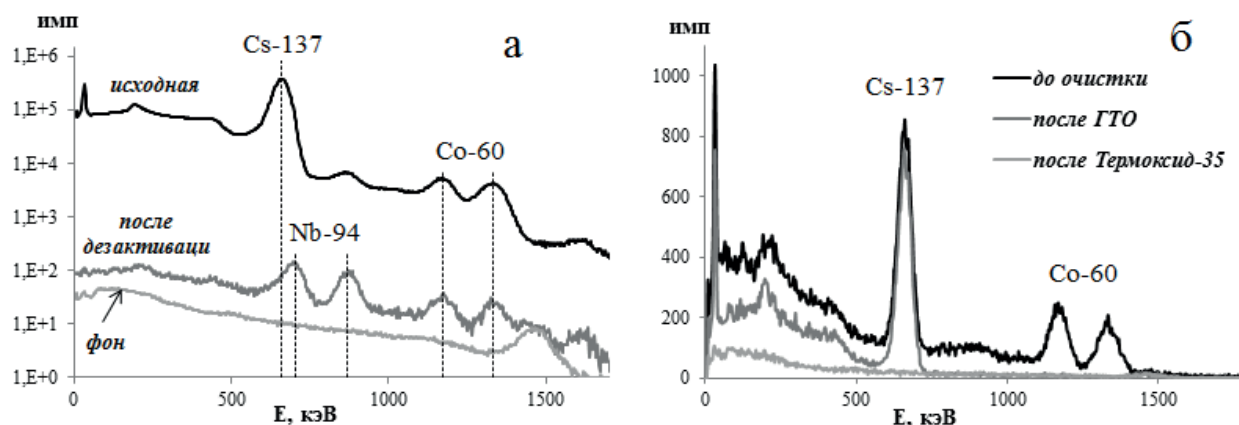 имп
Cs-137
а
1,E+6
исходная
1,E+5
Co-60
1,E+4
1,E+3
после
дезактиваци
Nb-94
1,E+2
1,E+1
фон
1,E+0
0
500
1000
1500
E, кэВ
имп
б
1000
Cs-137
до очистки
после ГТО
800
после Термоксид-35
600
400
Co-60
200
0
0
500
1000
1500
E, кэВ